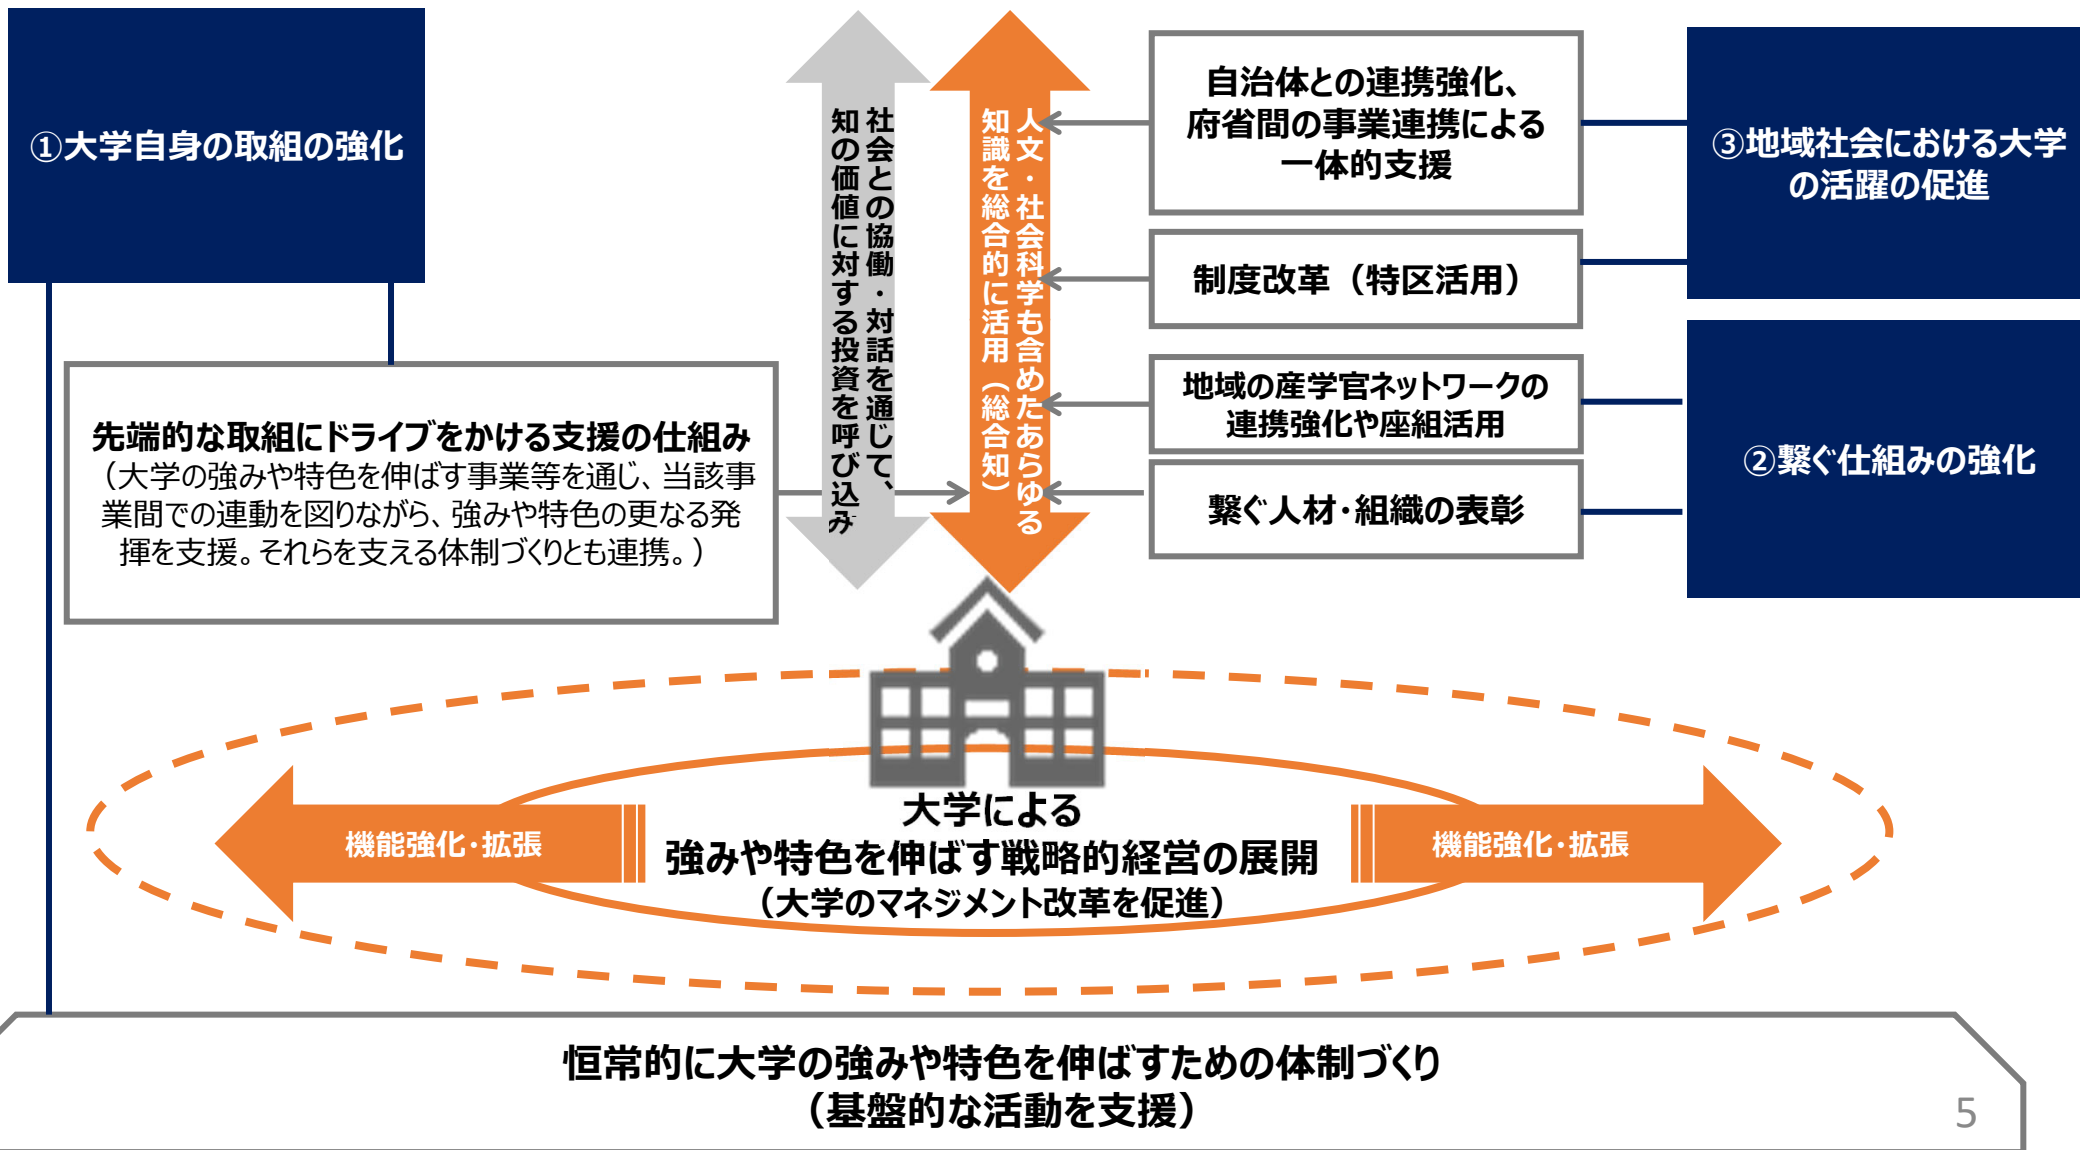 ①大学自身の取組の強化
先端的な取組にドライブをかける支援の仕組み
（大学の強みや特色を伸ばす事業等を通じ、当該事
業間での連動を図りながら、強みや特色の更なる発
揮を支援。それらを支える体制づくりとも連携。）
社会との協働・対話を通じて、
知の価値に対する投資を呼び込み
人文・社会科学も含めたあらゆる
知識を総合的に活用（総合知）
自治体との連携強化、
府省間の事業連携による
一体的支援
制度改革（特区活用）
地域の産学官ネットワークの
連携強化や座組活用
繋ぐ人材・組織の表彰
③地域社会における大学
の活躍の促進
②繋ぐ仕組みの強化
機能強化・拡張
大学による
強みや特色を伸ばす戦略的経営の展開
（大学のマネジメント改革を促進）
機能強化・拡張
恒常的に大学の強みや特色を伸ばすための体制づくり
（基盤的な活動を支援）
5